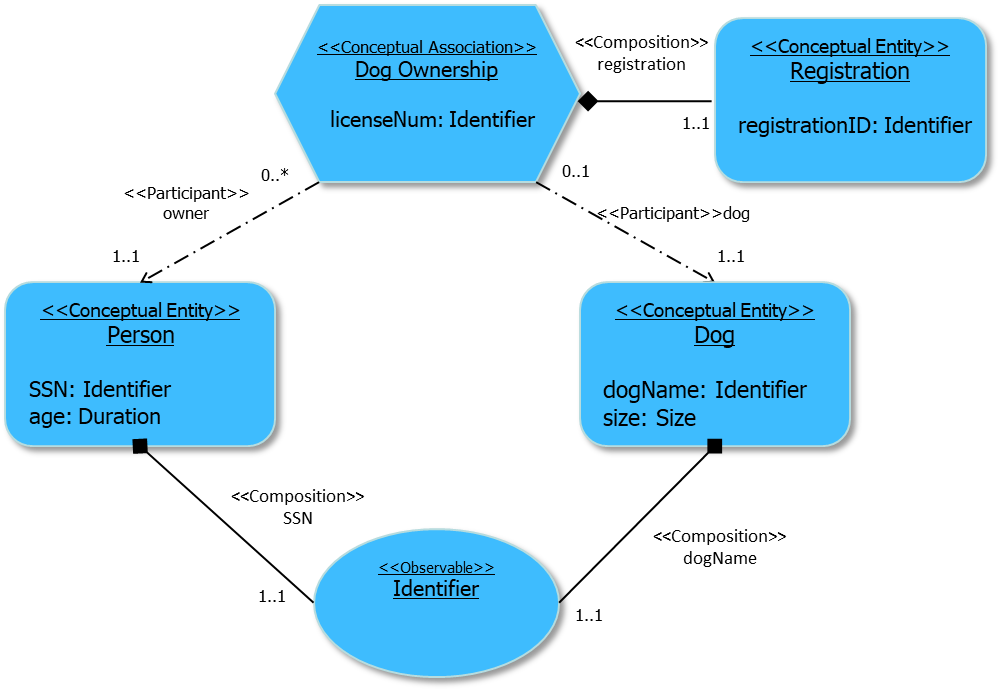 <<Conceptual Association>>
Dog Ownership
licenseNum: Identifier
<<Composition>>
registration
1..1
<<Conceptual Entity>>
Registration
registrationID: Identifier
0..*
<<Participant>>
owner
1..1
0..1
<<Participant>>dog
1..1
<<Conceptual Entity>>
Person
SSN: Identifier
age: Duration
<<Conceptual Entity>>
Dog
dogName: Identifier
size: Size
<<Composition>>
SSN
1..1
<<Composition>>
dogName
1..1
<<Observable>>
Identifier